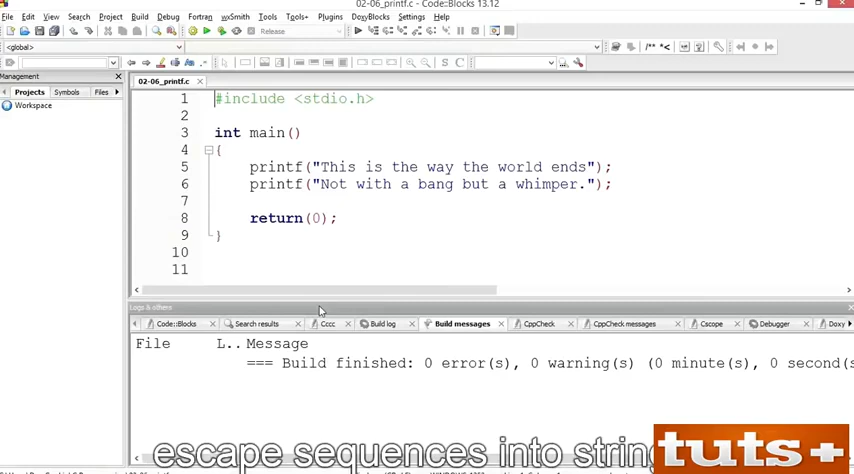 02-06_printf.c - Code::Blocks 13.12
File Edit View Search Project Build Debug Fortran wxSmith Tools Tools+ Plugins DoxyBlocks Settings Help
Release
<global>
/** *<
Management
Projects Symbols Files
Workspace
02-06_printf.c
1 #include <stdio.h>
2
3 int main()
4 {
5 printf("This is the way the world ends");
6 printf("Not with a bang but a whimper.");
7
8 return(0);
9 }
10
11
Logs & others
Code::Blocks Search results Cccc Build log Build messages CppCheck CppCheck messages Cscope Debugger Doxy
File L.. Message
=== Build finished: 0 error(s), 0 warning(s) (0 minute(s), 0 second(s
escape sequences into string
tuts+